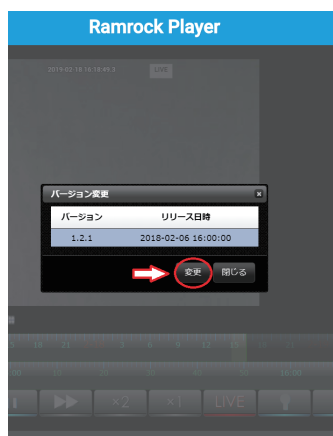 Ramrock Player
2019-02-18 16:18:49.3 LIVE
バージョン変更
バージョン リリース日時
1.2.1 2018-02-06 16:00:00
変更 閉じる
×2 ×1 LIVE